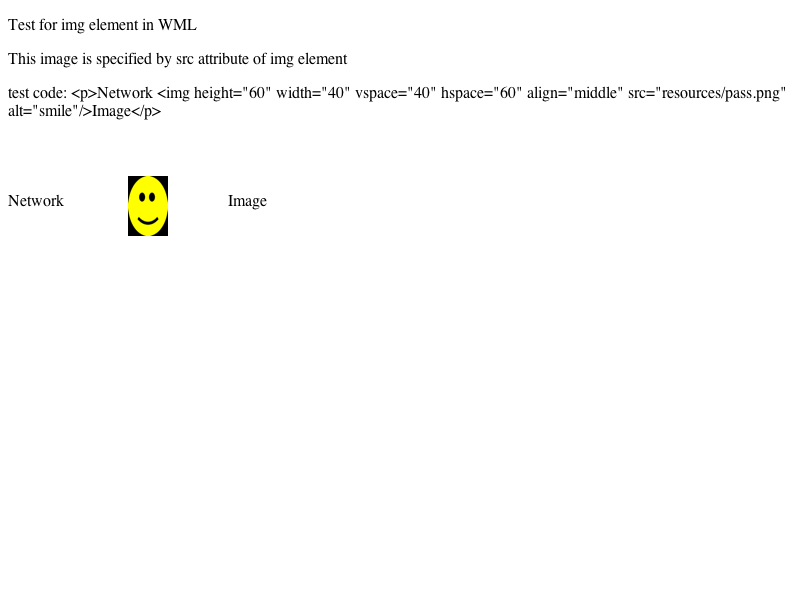 Test for img element in WML
This image is specified by src attribute of img element
test code: <p>Network <img height="60" width="40" vspace="40" hspace="60" align="middle" src="resources/pass.png"
alt="smile"/>Image</p>
Network Image